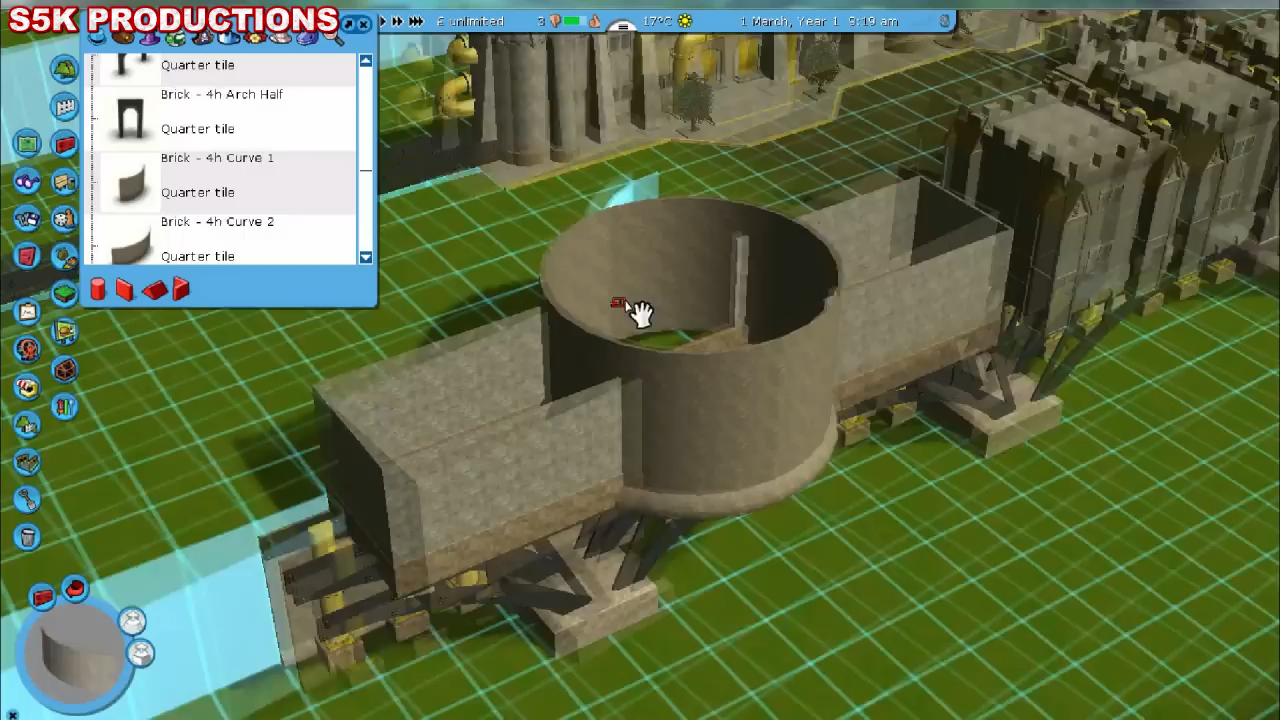 S5K PRODUCTIONS
£ unlimited
3
17°C
1 March, Year 1 9:19 am
Quarter tile
Brick - 4h Arch Half
Quarter tile
Brick - 4h Curve 1
Quarter tile
Brick - 4h Curve 2
Quarter tile